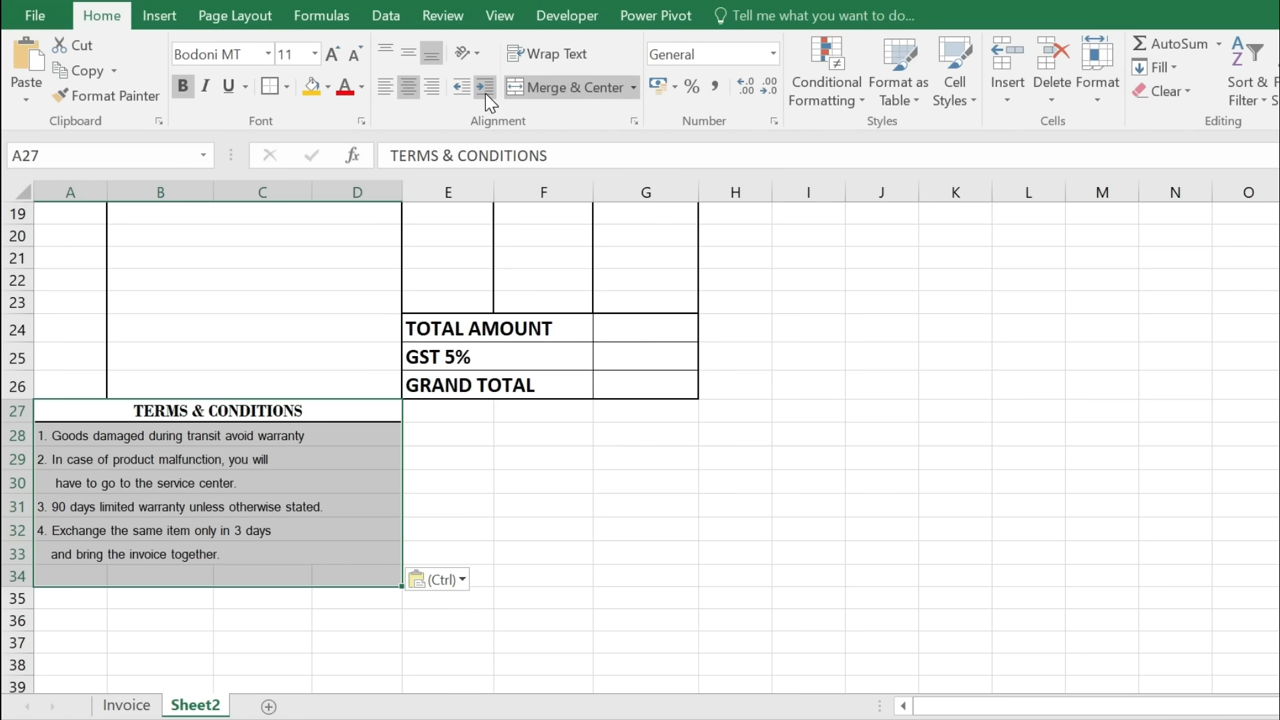 File Home Insert Page Layout Formulas Data Review View Developer Power Pivot Tell me what you want to do...
Paste Cut Copy Format Painter
Clipboard
Bodoni MT 11 A A
B I U A
Font
Wrap Text
Merge & Center
Alignment
General
% , .0 .00 .00 .0
Number
Conditional Formatting Format as Table Cell Styles
Styles
Insert Delete Format
Cells
AutoSum Fill Clear
A Z Sort & Filter
Editing
A27 fx TERMS & CONDITIONS
A B C D E F G H I J K L M N O
19
20
21
22
23
24 TOTAL AMOUNT
25 GST 5%
26 GRAND TOTAL
27 TERMS & CONDITIONS
28 1. Goods damaged during transit avoid warranty
29 2. In case of product malfunction, you will
30 have to go to the service center.
31 3. 90 days limited warranty unless otherwise stated.
32 4. Exchange the same item only in 3 days
33 and bring the invoice together.
34 (Ctrl)
35
36
37
38
39
Invoice Sheet2